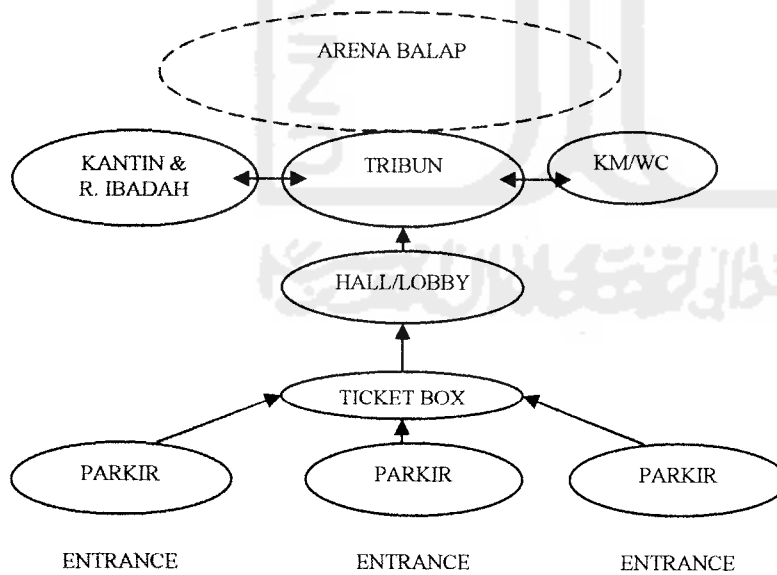 ARENA BALAP
KANTIN &
R. IBADAH
TRIBUN
KM/WC
HALL/LOBBY
TICKET BOX
PARKIR
PARKIR
PARKIR
ENTRANCE
ENTRANCE
ENTRANCE